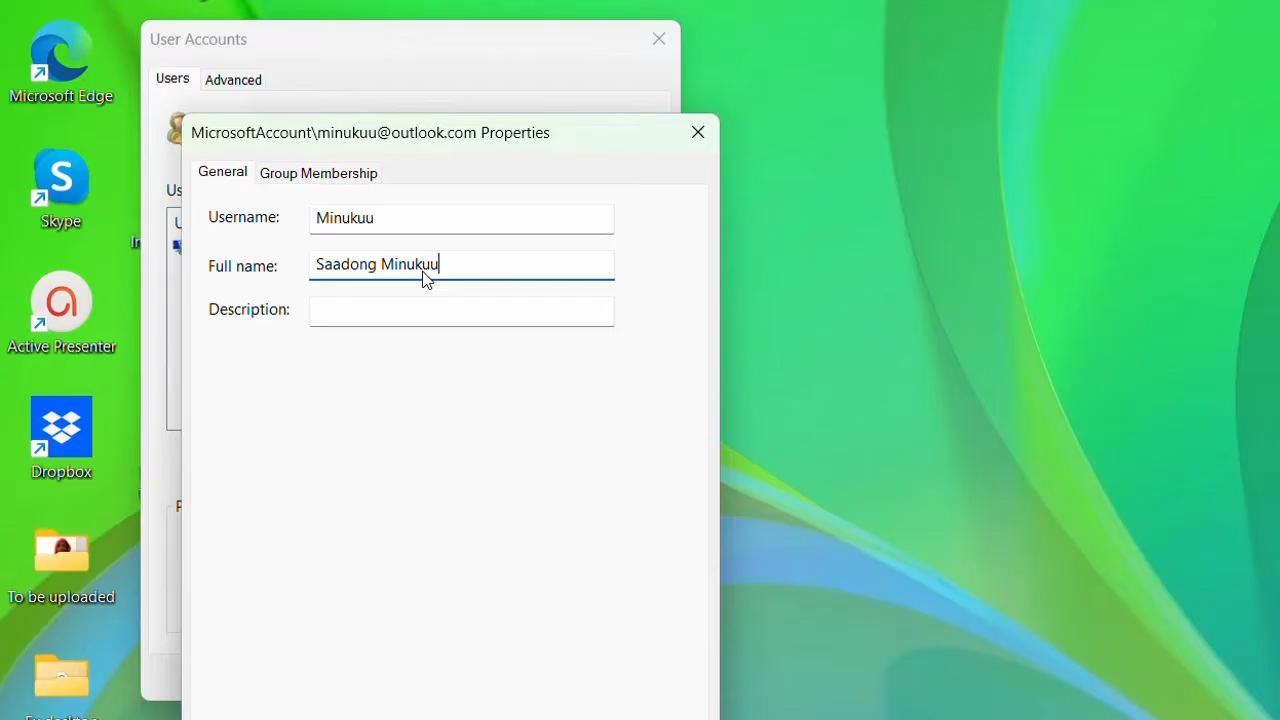 User Accounts
Users
Advanced
MicrosoftAccount\minukuu@outlook.com Properties
General
Group Membership
Username:
Minukuu
Full name:
Saadong Minukuu
Description:
Us
U
P
Microsoft Edge
S
Skype
Active Presenter
Dropbox
To be uploaded